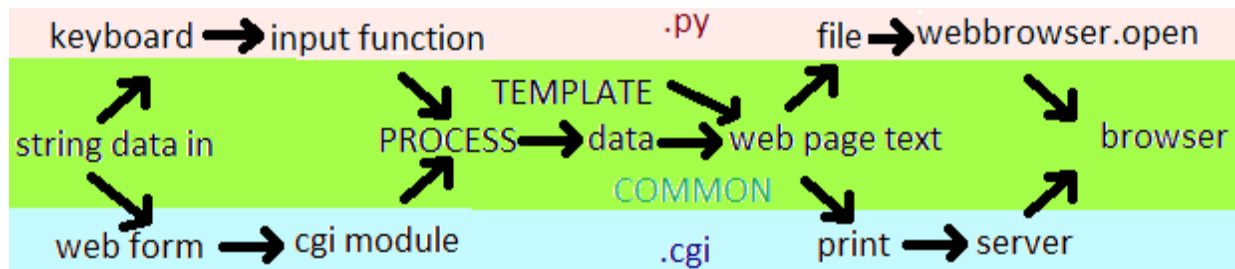 keyboard input function .py file webbrowser.open
TEMPLATE
string data in PROCESS data web page text browser
COMMON
web form cgi module .cgi print server